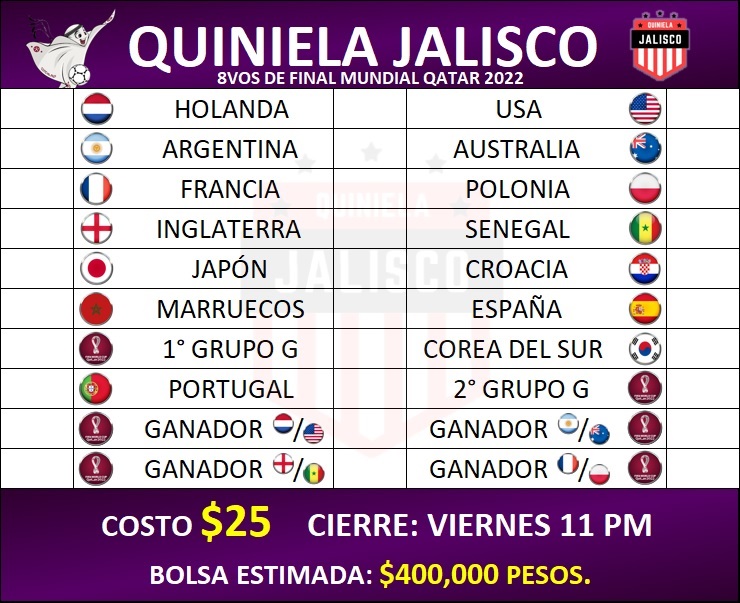 QUINIELA JALISCO
QUINIELA
JALISCO
8VOS DE FINAL MUNDIAL QATAR 2022
HOLANDA USA
ARGENTINA AUSTRALIA
FRANCIA POLONIA
QUINIELA
INGLATERRA SENEGAL
JAPÓN CROACIA
JALISCO
MARRUECOS ESPAÑA
1° GRUPO G COREA DEL SUR
PORTUGAL 2° GRUPO G
GANADOR / GANADOR /
GANADOR / GANADOR /
COSTO $25 CIERRE: VIERNES 11 PM
BOLSA ESTIMADA: $400,000 PESOS.